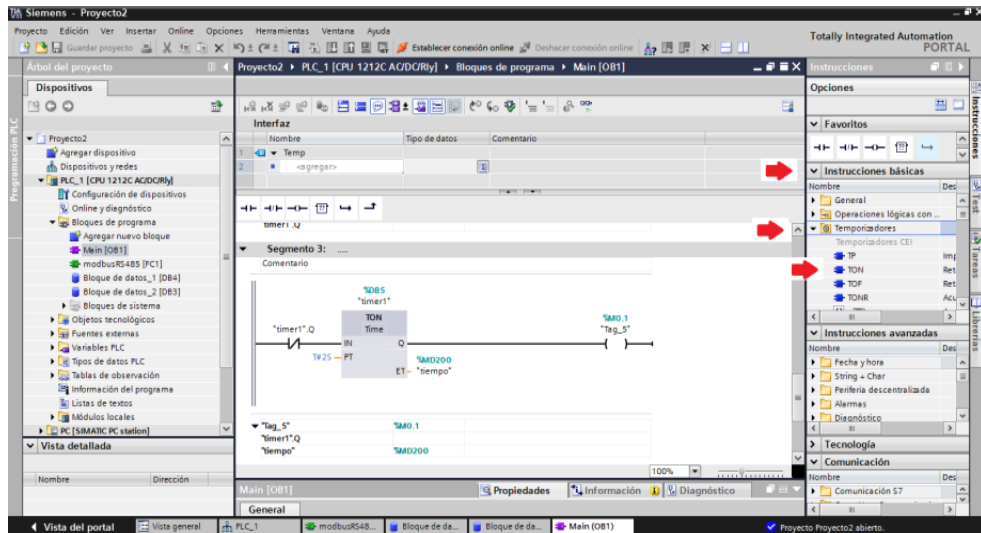 Siemens - Proyecto2
Proyecto Edición Ver Insertar Online Opciones Herramientas Ventana Ayuda
Guardar proyecto Establecer conexión online Deshacer conexión online
Totally Integrated Automation
PORTAL
Árbol del proyecto
Proyecto2 PLC_1 [CPU 1212C AC/DC/Rly] Bloques de programa Main [OB1]
Instrucciones
Dispositivos
Opciones
Programación PLC
Proyecto2
Agregar dispositivo
Dispositivos y redes
PLC_1 [CPU 1212C AC/DC/Rly]
Configuración de dispositivos
Online y diagnóstico
Bloques de programa
Agregar nuevo bloque
Main [OB1]
modbusRS485 [FC1]
Bloque de datos_1 [DB4]
Bloque de datos_2 [DB3]
Bloques de sistema
Objetos tecnológicos
Fuentes externas
Variables PLC
Tipos de datos PLC
Tablas de observación
Información del programa
Listas de textos
Módulos locales
PC [SIMATIC PC station]
Vista detallada
Nombre Dirección
Interfaz
Nombre Tipo de datos Comentario
1 Temp
2 <agregar>
"timer1".Q
Segmento 3: .....
Comentario
%DB5
"timer1"
TON
Time
"timer1".Q
IN Q
T#2S PT
ET
%MD200
"tiempo"
%M0.1
"Tag_5"
"Tag_5" %M0.1
"timer1".Q
"tiempo" %MD200
100%
Main [OB1]
Propiedades Información Diagnóstico
General
Favoritos
Instrucciones básicas
Nombre Des
General
Operaciones lógicas con ...
Temporizadores
Temporizadores CEI
TP Imp
TON Ret
TOF Ret
TONR Acu
Instrucciones avanzadas
Nombre Des
Fecha y hora
String + Char
Periferia descentralizada
Alarmas
Diagnóstico
Tecnología
Comunicación
Nombre Des
Comunicación S7
Instrucciones
Test
Tareas
Librerías
Vista del portal Vista general PLC_1 modbusRS48... Bloque de da... Bloque de da... Main (OB1)
Proyecto Proyecto2 abierto.